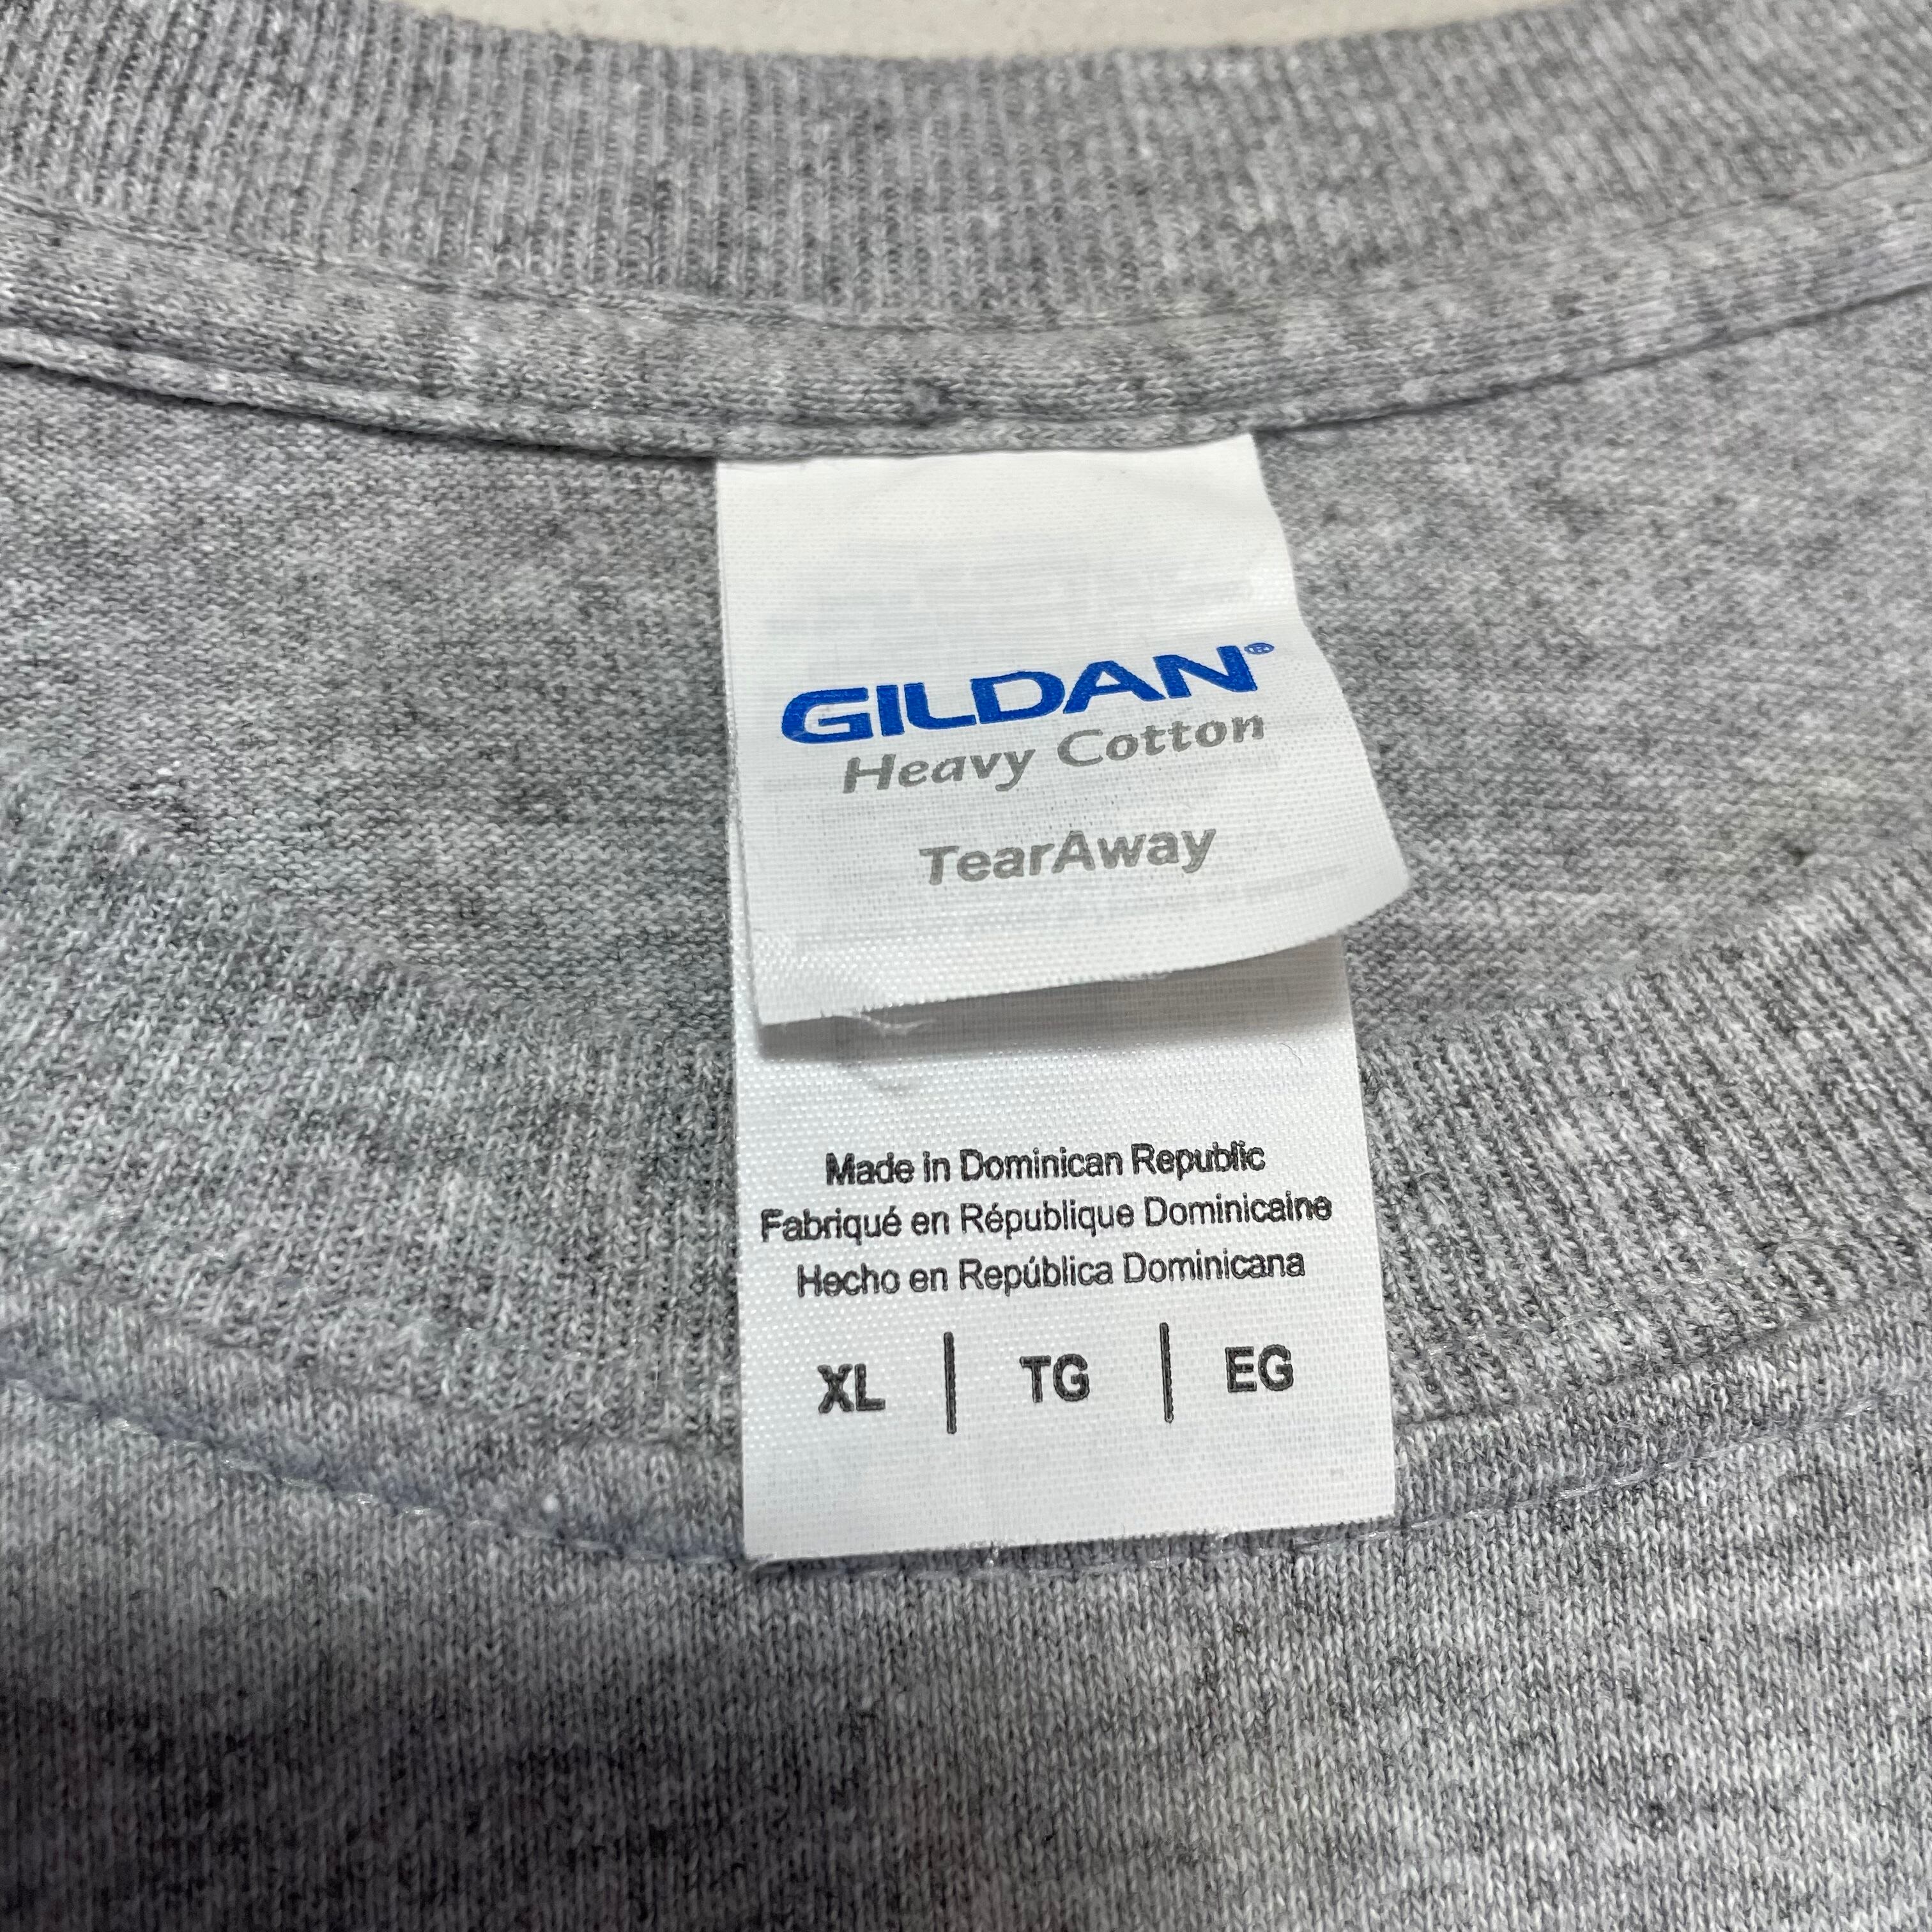 GILDAN®
Heavy Cotton
TearAway
Made in Dominican Republic
Fabriqué en République Dominicaine
Hecho en República Dominicana
XL | TG | EG